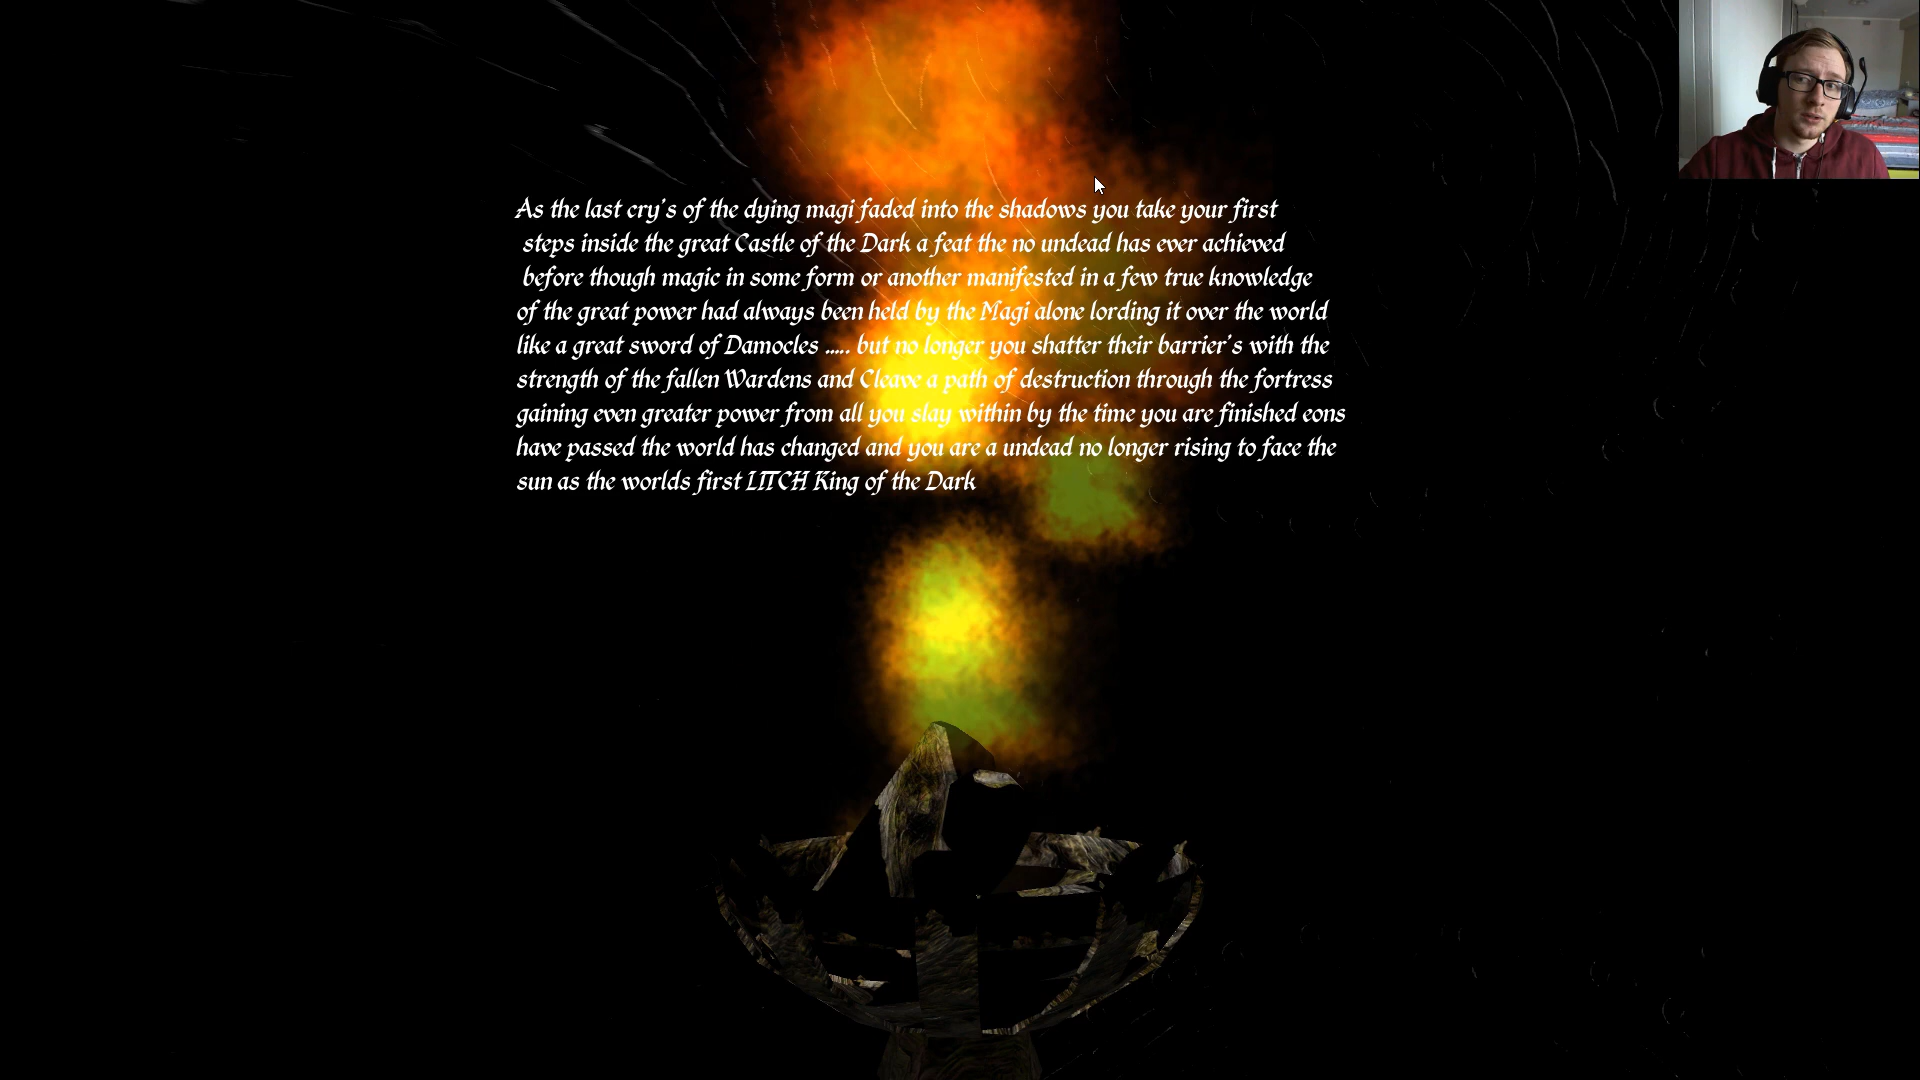 As the last cry's of the dying magi faded into the shadows you take your first
steps inside the great Castle of the Dark a feat the no undead has ever achieved
before though magic in some form or another manifested in a few true knowledge
of the great power had always been held by the Magi alone lording it over the world
like a great sword of Damocles ..... but no longer you shatter their barrier's with the
strength of the fallen Wardens and Cleave a path of destruction through the fortress
gaining even greater power from all you slay within by the time you are finished eons
have passed the world has changed and you are a undead no longer rising to face the
sun as the worlds first LITCH King of the Dark